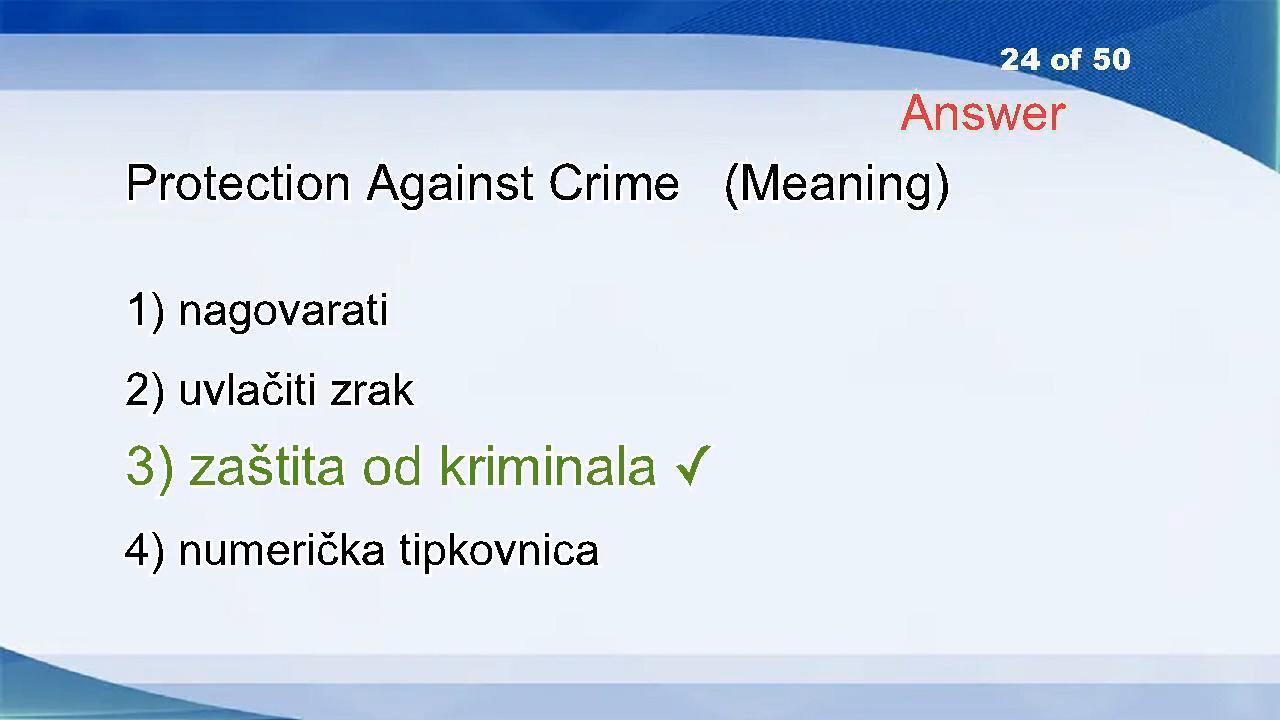 24 of 50
Answer
Protection Against Crime (Meaning)
1) nagovarati
2) uvlačiti zrak
3) zaštita od kriminala ✓
4) numerička tipkovnica